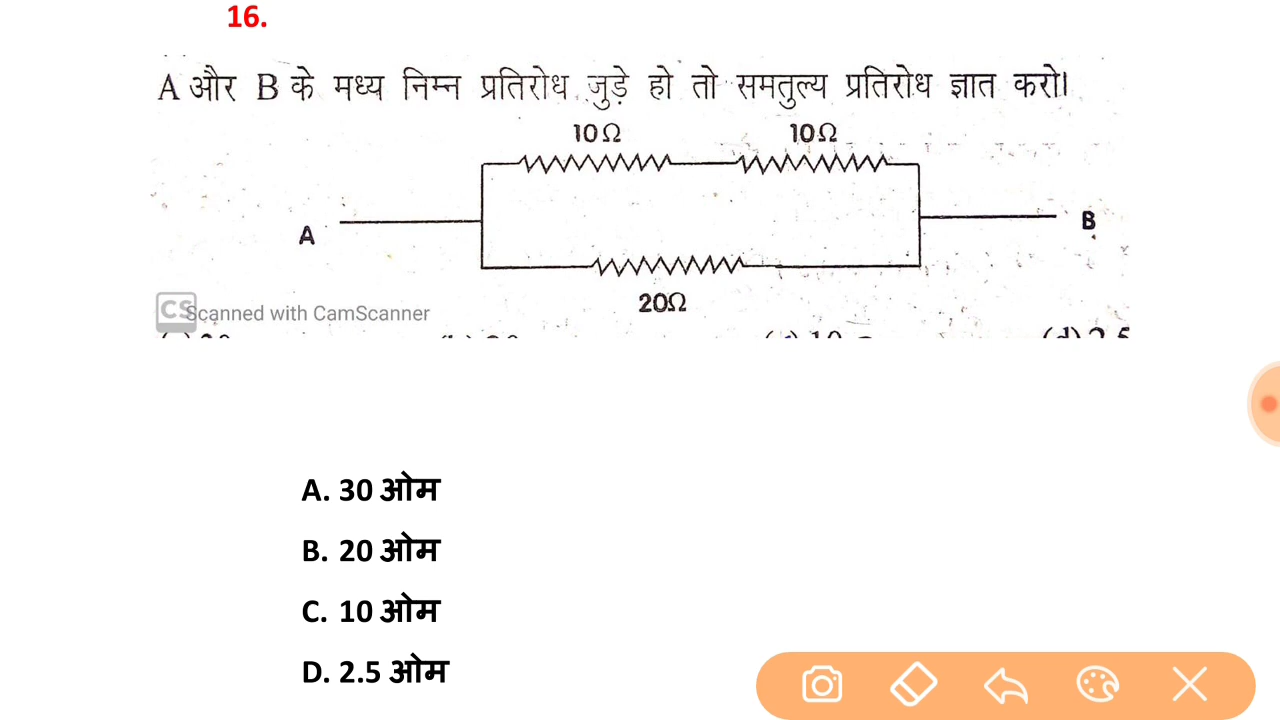 16.
A और B के मध्य निम्न प्रतिरोध जुड़े हो तो समतुल्य प्रतिरोध ज्ञात करो।
10Ω 10Ω
A B
20Ω
CS Scanned with CamScanner
A. 30 ओम
B. 20 ओम
C. 10 ओम
D. 2.5 ओम